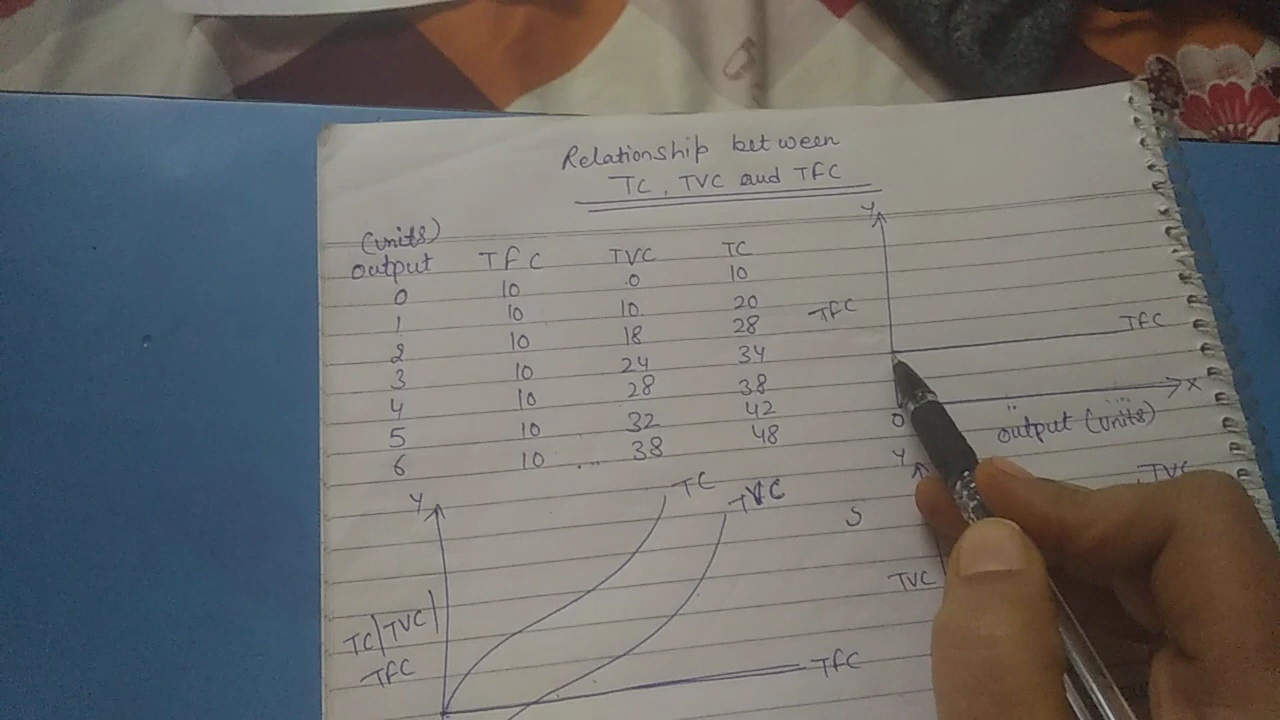 Relationship between
TC, TVC and TFC
(units)
output TFC TVC TC
0 10 0 10
1 10 10 20
2 10 18 28
3 10 24 34
4 10 28 38
5 10 32 42
6 10 38 48
Y
TFC
TFC
X
O
output (units)
Y
TC
TVC
TC/TVC/
TFC
TFC
Y
S
TVC
TVC